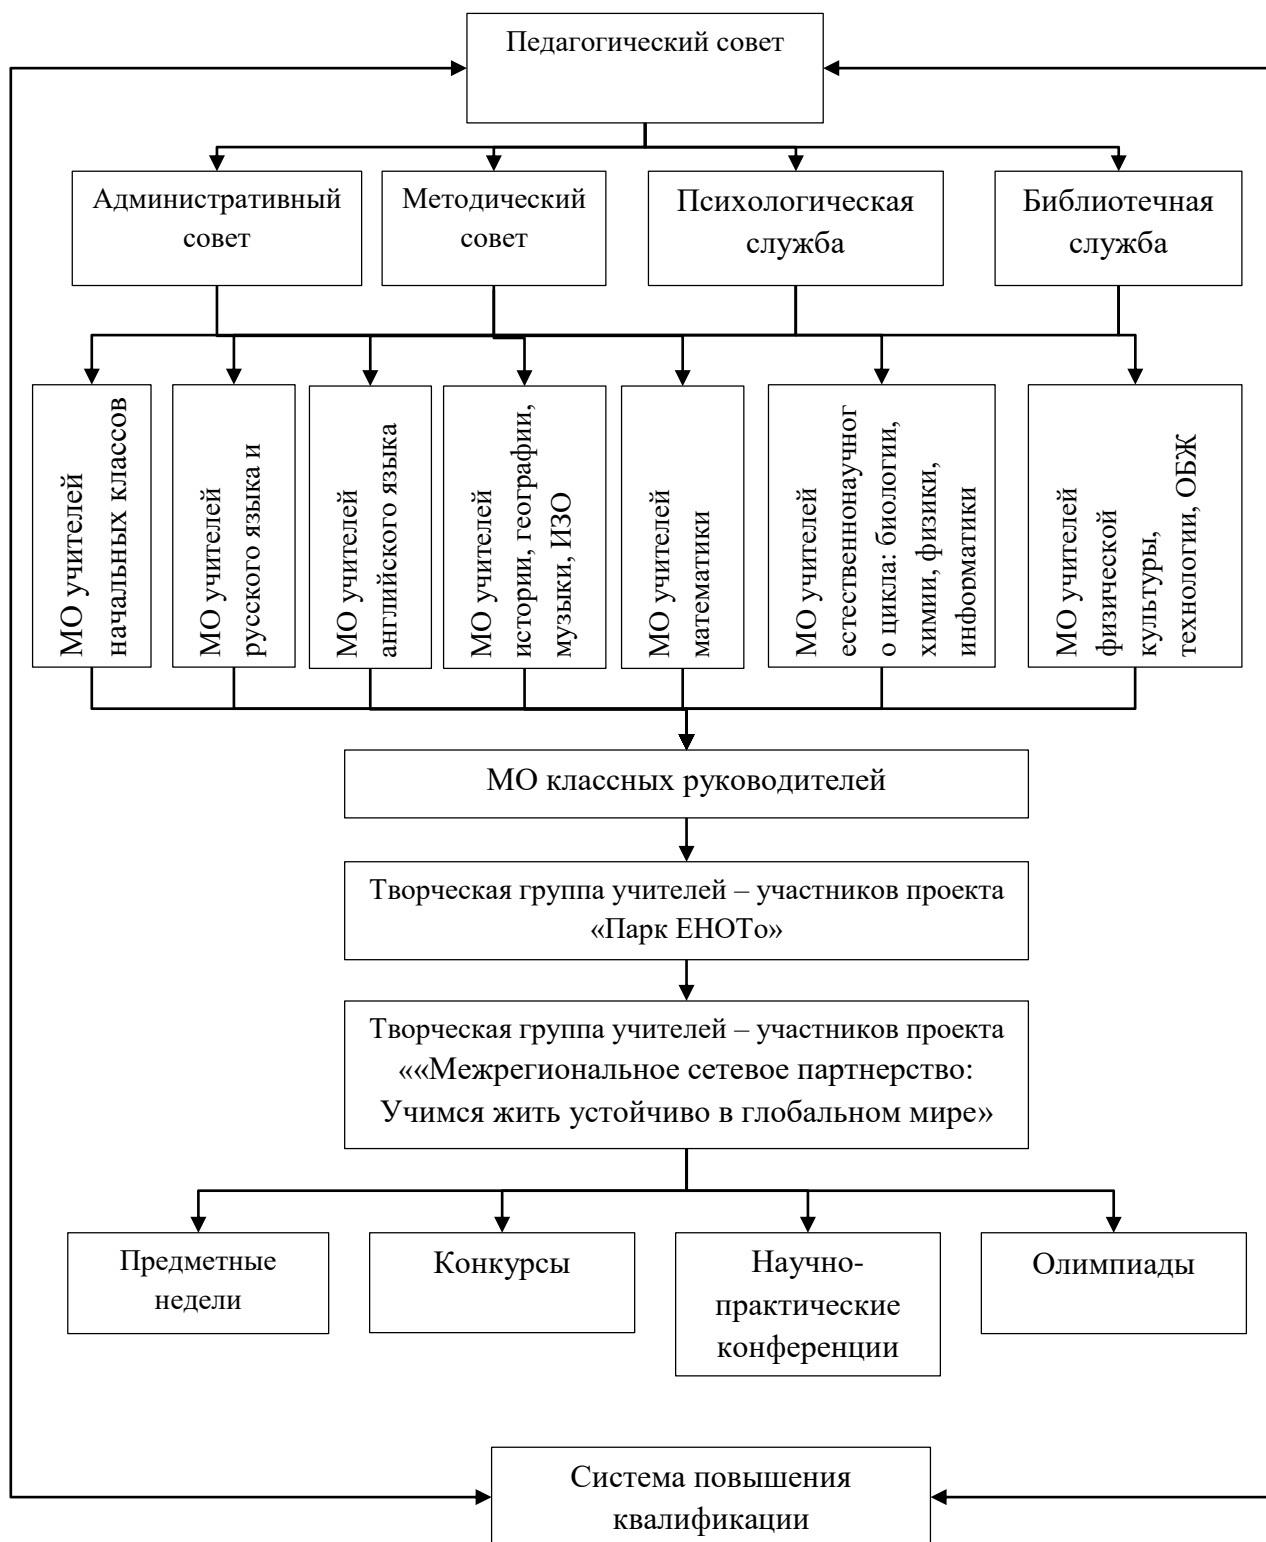 Педагогический совет
Административный
совет
Методический
совет
Психологическая
служба
Библиотечная
служба
МО учителей
начальных классов
МО учителей
русского языка и
МО учителей
английского языка
МО учителей
истории, географии,
музыки, ИЗО
МО учителей
математики
МО учителей
естественнонаучног
о цикла: биологии,
химии, физики,
информатики
МО учителей
физической
культуры,
технологии, ОБЖ
МО классных руководителей
Творческая группа учителей – участников проекта
«Парк ЕНОТо»
Творческая группа учителей – участников проекта
««Межрегиональное сетевое партнерство:
Учимся жить устойчиво в глобальном мире»
Предметные
недели
Конкурсы
Научно-
практические
конференции
Олимпиады
Система повышения
квалификации